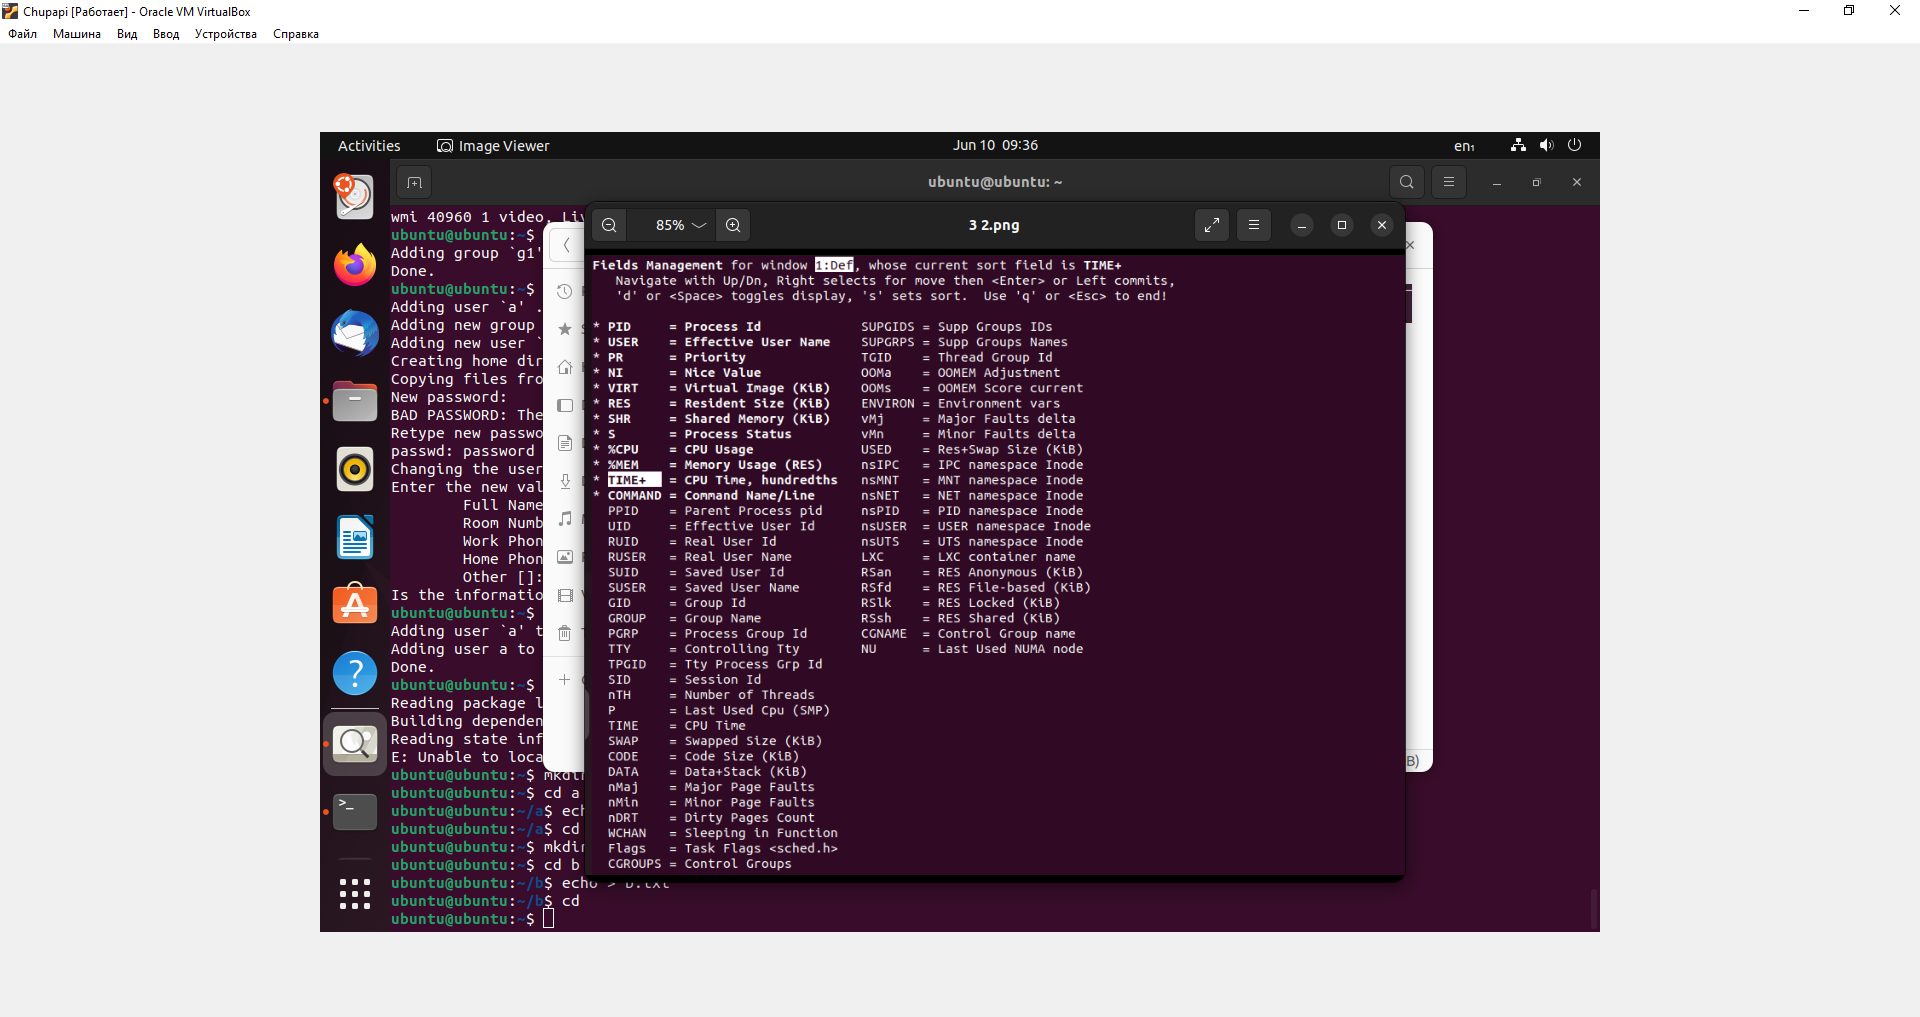 Chupapi [Работает] - Oracle VM VirtualBox
Файл Машина Вид Ввод Устройства Справка
Activities Image Viewer Jun 10 09:36 en₁
ubuntu@ubuntu: ~
wmi 40960 1 video, Liv
ubuntu@ubuntu:~$
Adding group `g1'
Done.
ubuntu@ubuntu:~$
Adding user `a' .
Adding new group
Adding new user `
Creating home dir
Copying files fro
New password:
BAD PASSWORD: The
Retype new passwo
passwd: password
Changing the user
Enter the new val
Full Name
Room Numb
Work Phon
Home Phon
Other []:
Is the informatio
ubuntu@ubuntu:~$
Adding user `a' t
Adding user a to
Done.
ubuntu@ubuntu:~$
Reading package l
Building dependen
Reading state inf
E: Unable to loca
ubuntu@ubuntu:~$ mkdir
ubuntu@ubuntu:~$ cd a
ubuntu@ubuntu:~/a$ ech
ubuntu@ubuntu:~/a$ cd
ubuntu@ubuntu:~$ mkdir
ubuntu@ubuntu:~$ cd b
ubuntu@ubuntu:~/b$ echo > b.txt
ubuntu@ubuntu:~/b$ cd
ubuntu@ubuntu:~$
B)
85% 3 2.png
Fields Management for window 1:Def, whose current sort field is TIME+
Navigate with Up/Dn, Right selects for move then <Enter> or Left commits,
'd' or <Space> toggles display, 's' sets sort. Use 'q' or <Esc> to end!
* PID = Process Id SUPGIDS = Supp Groups IDs
* USER = Effective User Name SUPGRPS = Supp Groups Names
* PR = Priority TGID = Thread Group Id
* NI = Nice Value OOMa = OOMEM Adjustment
* VIRT = Virtual Image (KiB) OOMs = OOMEM Score current
* RES = Resident Size (KiB) ENVIRON = Environment vars
* SHR = Shared Memory (KiB) vMj = Major Faults delta
* S = Process Status vMn = Minor Faults delta
* %CPU = CPU Usage USED = Res+Swap Size (KiB)
* %MEM = Memory Usage (RES) nsIPC = IPC namespace Inode
* TIME+ = CPU Time, hundredths nsMNT = MNT namespace Inode
* COMMAND = Command Name/Line nsNET = NET namespace Inode
PPID = Parent Process pid nsPID = PID namespace Inode
UID = Effective User Id nsUSER = USER namespace Inode
RUID = Real User Id nsUTS = UTS namespace Inode
RUSER = Real User Name LXC = LXC container name
SUID = Saved User Id RSan = RES Anonymous (KiB)
SUSER = Saved User Name RSfd = RES File-based (KiB)
GID = Group Id RSlk = RES Locked (KiB)
GROUP = Group Name RSsh = RES Shared (KiB)
PGRP = Process Group Id CGNAME = Control Group name
TTY = Controlling Tty NU = Last Used NUMA node
TPGID = Tty Process Grp Id
SID = Session Id
nTH = Number of Threads
P = Last Used Cpu (SMP)
TIME = CPU Time
SWAP = Swapped Size (KiB)
CODE = Code Size (KiB)
DATA = Data+Stack (KiB)
nMaj = Major Page Faults
nMin = Minor Page Faults
nDRT = Dirty Pages Count
WCHAN = Sleeping in Function
Flags = Task Flags <sched.h>
CGROUPS = Control Groups